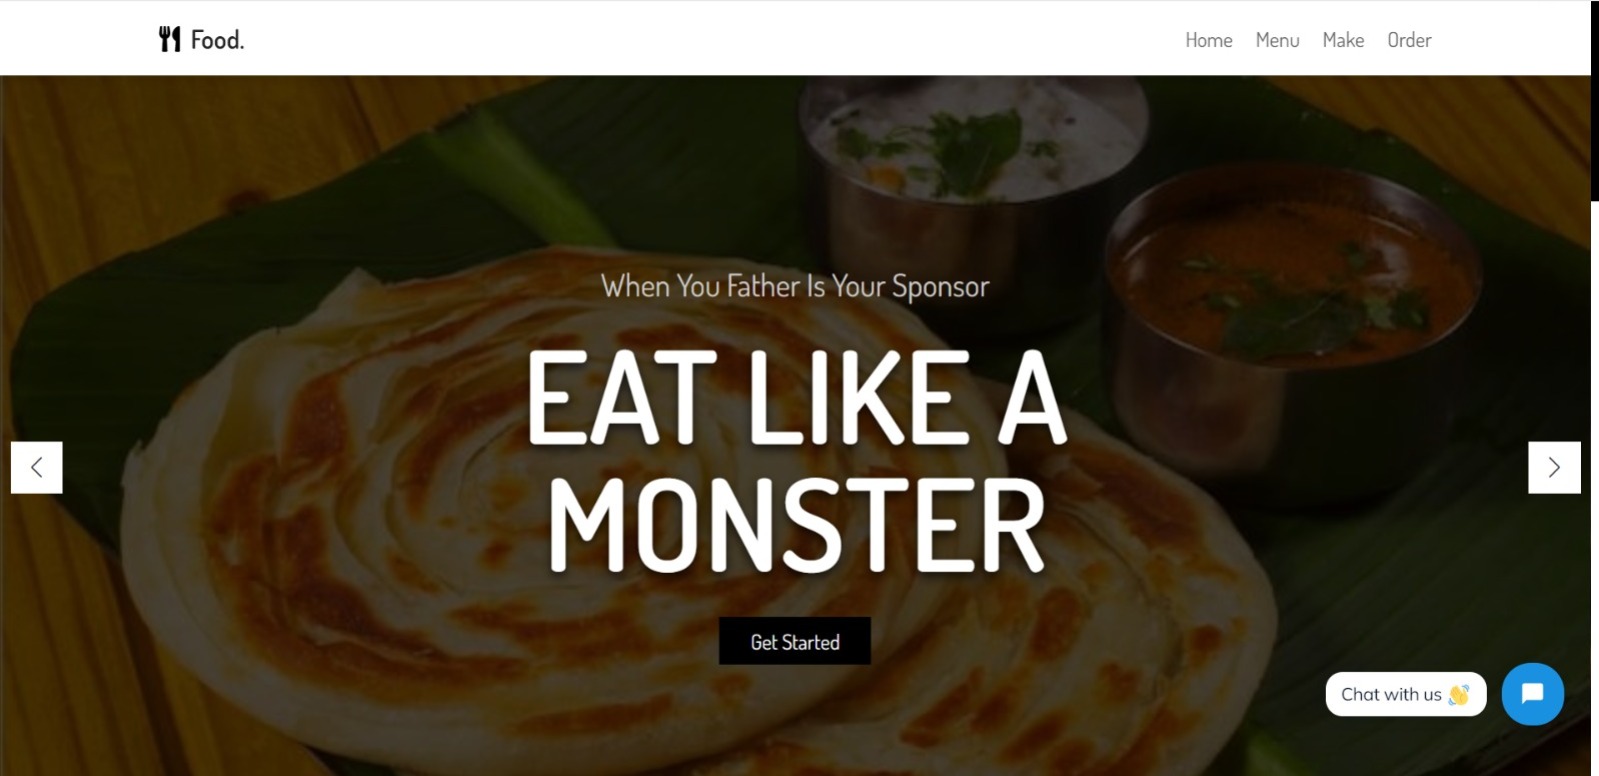 Food.
Home Menu Make Order
When You Father Is Your Sponsor
EAT LIKE A
MONSTER
Get Started
Chat with us 👋